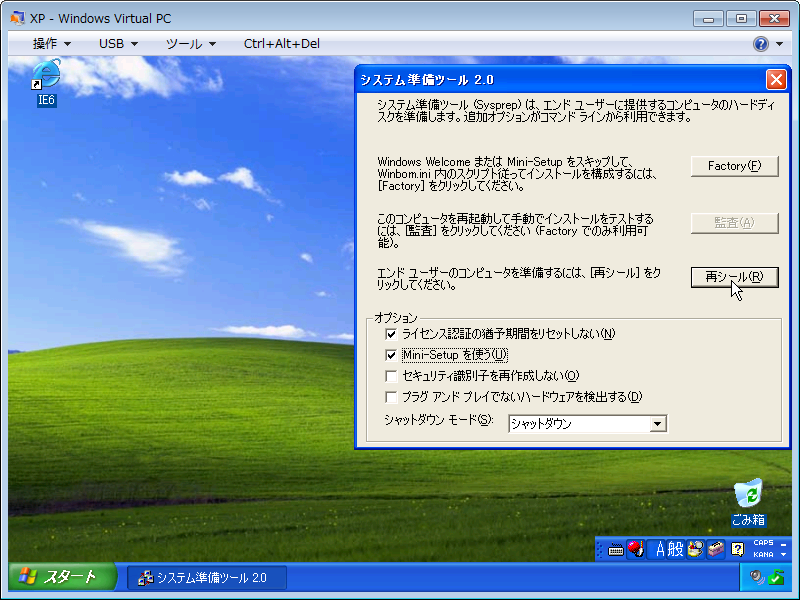 XP - Windows Virtual PC
操作 USB ツール Ctrl+Alt+Del
IE6
システム準備ツール 2.0
システム準備ツール (Sysprep) は、エンド ユーザーに提供するコンピュータのハードディ
スクを準備します。追加オプションがコマンド ラインから利用できます。
Windows Welcome または Mini-Setup をスキップして、
Winbom.ini 内のスクリプト従ってインストールを構成するには、
[Factory] をクリックしてください。
Factory(F)
このコンピュータを再起動して手動でインストールをテストする
には、[監査] をクリックしてください (Factory でのみ利用可
能)。
監査(A)
エンド ユーザーのコンピュータを準備するには、[再シール] をク
リックしてください。
再シール(R)
オプション
ライセンス認証の猶予期間をリセットしない(N)
Mini-Setup を使う(U)
セキュリティ識別子を再作成しない(O)
プラグ アンド プレイでないハードウェアを検出する(D)
シャットダウン モード(S): シャットダウン
ごみ箱
A 般 CAPS
KANA
スタート システム準備ツール 2.0